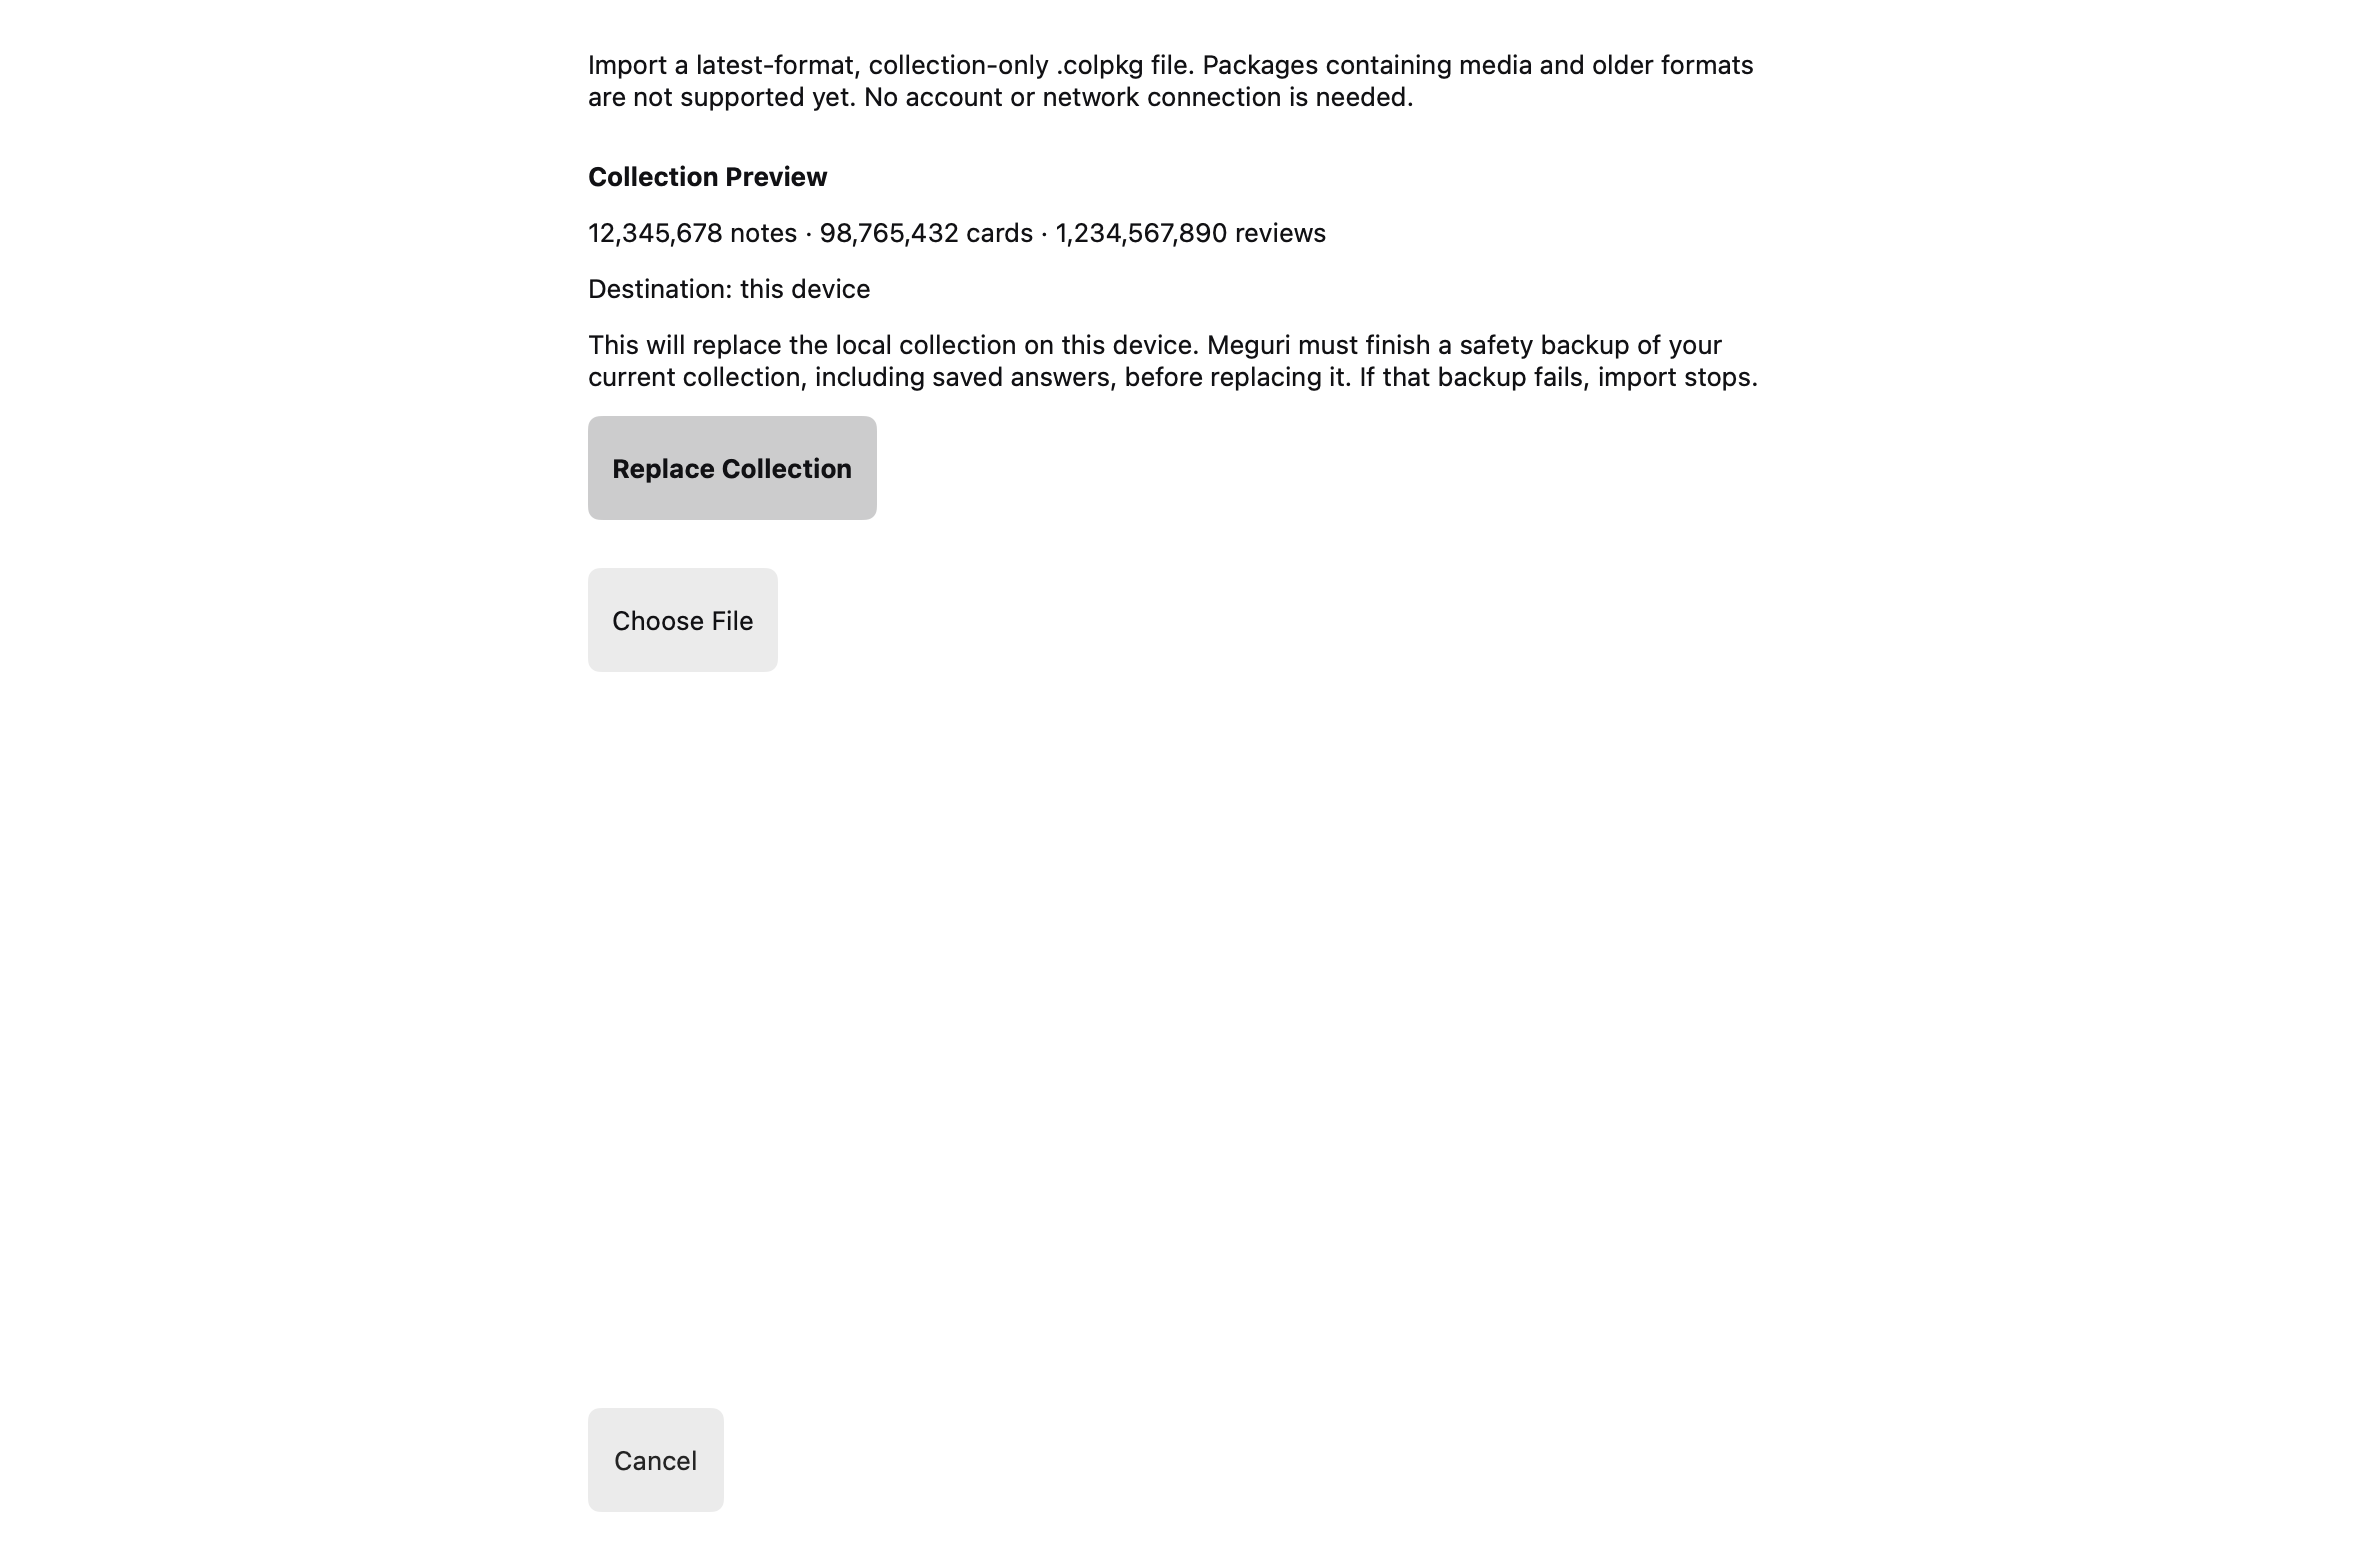 Import a latest-format, collection-only .colpkg file. Packages containing media and older formats
are not supported yet. No account or network connection is needed.
Collection Preview
12,345,678 notes · 98,765,432 cards · 1,234,567,890 reviews
Destination: this device
This will replace the local collection on this device. Meguri must finish a safety backup of your
current collection, including saved answers, before replacing it. If that backup fails, import stops.
Replace Collection
Choose File
Cancel